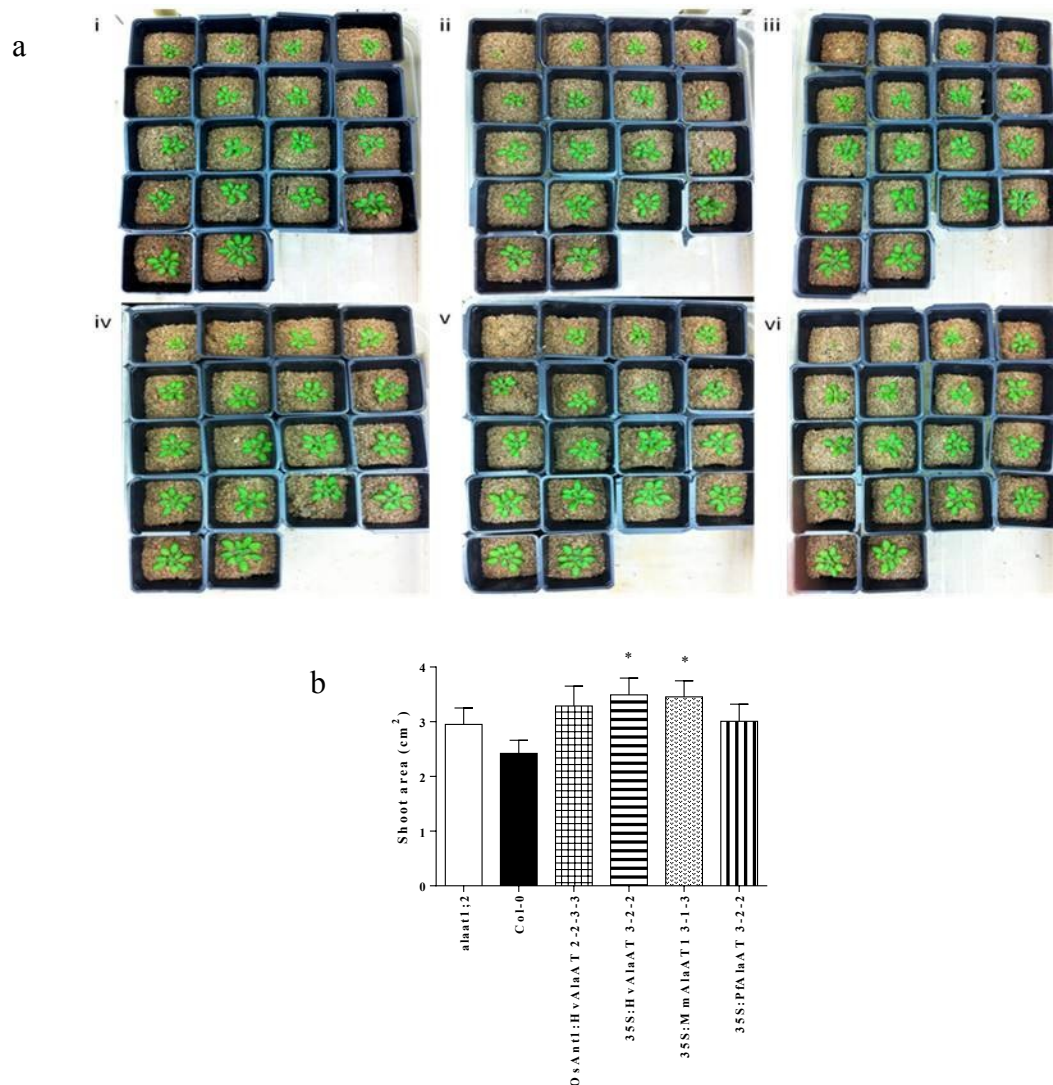 a
i
ii
iii
iv
v
vi
b
* *
Shoot area (cm²)
4
3
2
1
0
alaat1;2
Col-0
OsAnt1:HvAlaAT 2-2-3-3
35S:HvAlaAT 3-2-2
35S:MmAlaAT1 3-1-3
35S:PfAlaAT 3-2-2